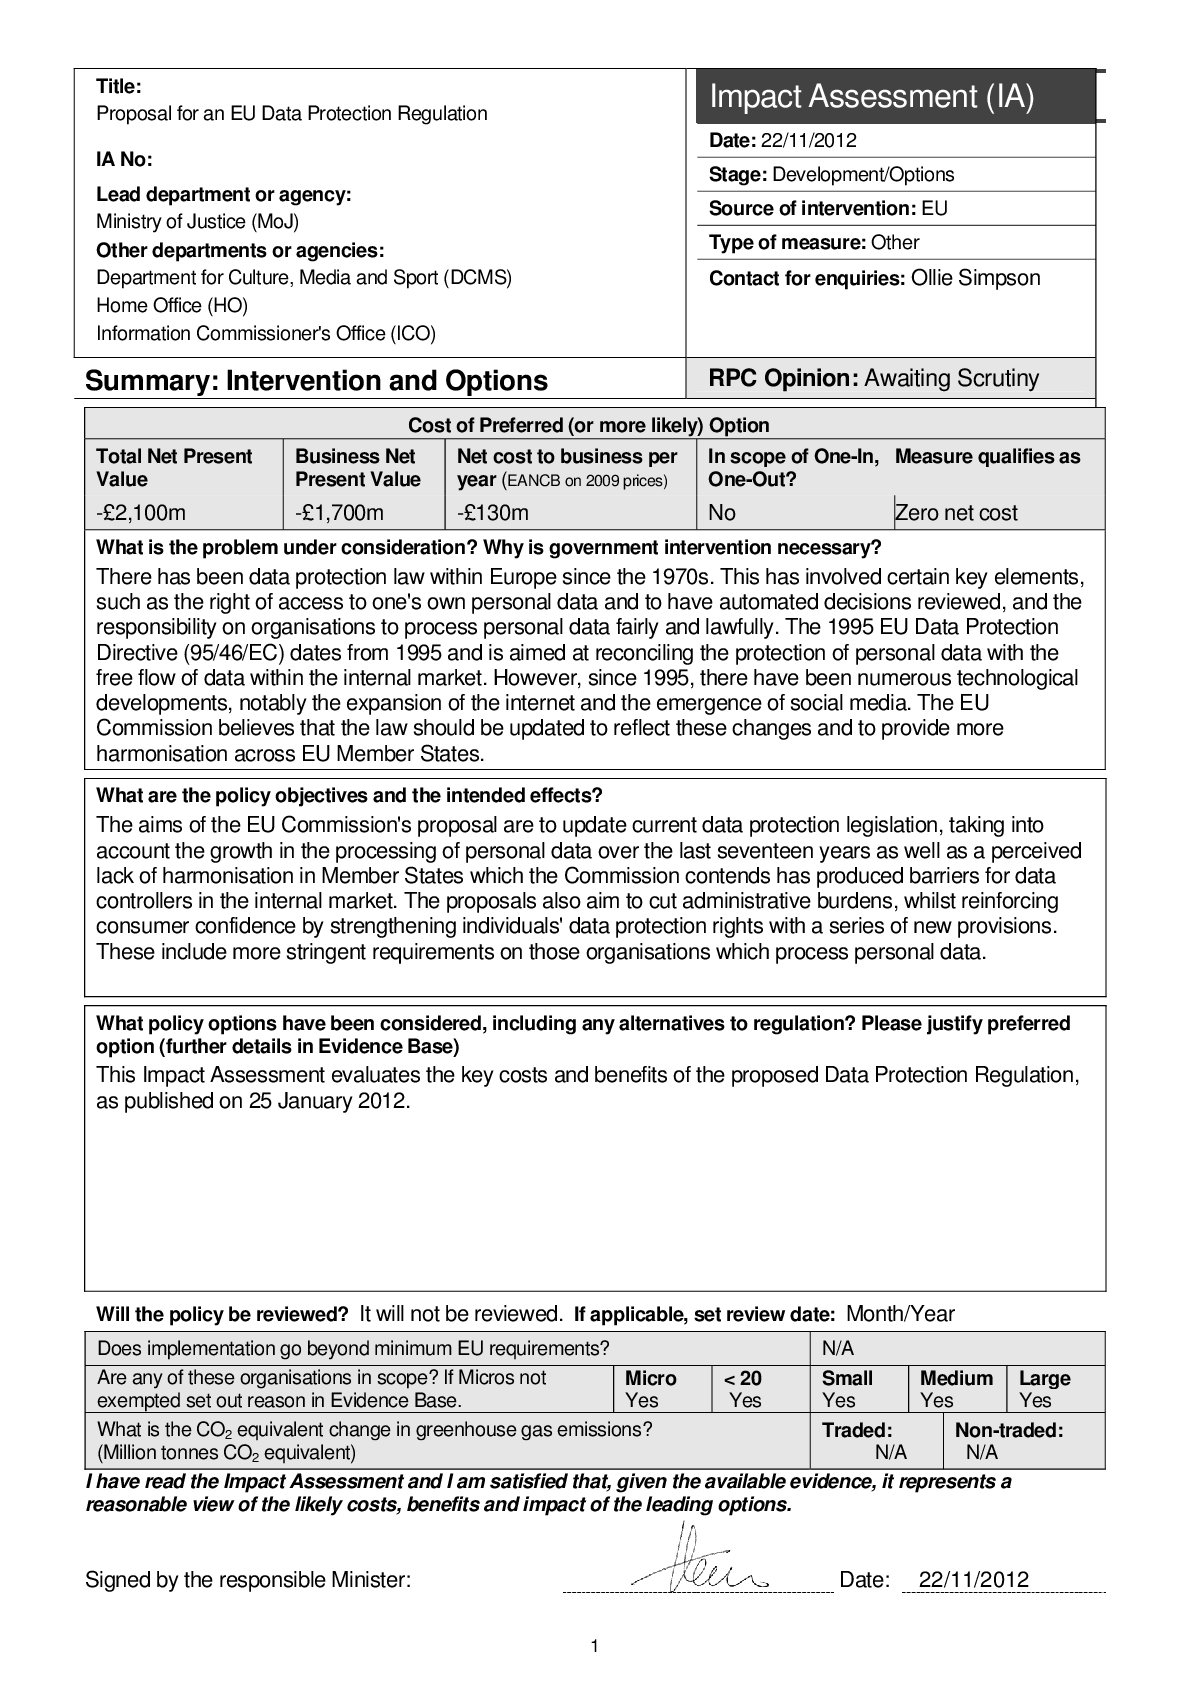 Title:
Proposal for an EU Data Protection Regulation
IA No:
Lead department or agency:
Ministry of Justice (MoJ)
Other departments or agencies:
Department for Culture, Media and Sport (DCMS)
Home Office (HO)
Information Commissioner's Office (ICO)
Impact Assessment (IA)
Date: 22/11/2012
Stage: Development/Options
Source of intervention: EU
Type of measure: Other
Contact for enquiries: Ollie Simpson
Summary: Intervention and Options
RPC Opinion: Awaiting Scrutiny
Cost of Preferred (or more likely) Option
Total Net Present Value
Business Net Present Value
Net cost to business per year (EANCB on 2009 prices)
In scope of One-In, One-Out?
Measure qualifies as
-£2,100m
-£1,700m
-£130m
No
Zero net cost
What is the problem under consideration? Why is government intervention necessary?
There has been data protection law within Europe since the 1970s. This has involved certain key elements,
such as the right of access to one's own personal data and to have automated decisions reviewed, and the
responsibility on organisations to process personal data fairly and lawfully. The 1995 EU Data Protection
Directive (95/46/EC) dates from 1995 and is aimed at reconciling the protection of personal data with the
free flow of data within the internal market. However, since 1995, there have been numerous technological
developments, notably the expansion of the internet and the emergence of social media. The EU
Commission believes that the law should be updated to reflect these changes and to provide more
harmonisation across EU Member States.
What are the policy objectives and the intended effects?
The aims of the EU Commission's proposal are to update current data protection legislation, taking into
account the growth in the processing of personal data over the last seventeen years as well as a perceived
lack of harmonisation in Member States which the Commission contends has produced barriers for data
controllers in the internal market. The proposals also aim to cut administrative burdens, whilst reinforcing
consumer confidence by strengthening individuals' data protection rights with a series of new provisions.
These include more stringent requirements on those organisations which process personal data.
What policy options have been considered, including any alternatives to regulation? Please justify preferred
option (further details in Evidence Base)
This Impact Assessment evaluates the key costs and benefits of the proposed Data Protection Regulation,
as published on 25 January 2012.
Will the policy be reviewed? It will not be reviewed. If applicable, set review date: Month/Year
Does implementation go beyond minimum EU requirements?
N/A
Are any of these organisations in scope? If Micros not
exempted set out reason in Evidence Base.
Micro
Yes
< 20
Yes
Small
Yes
Medium
Yes
Large
Yes
What is the CO2 equivalent change in greenhouse gas emissions?
(Million tonnes CO2 equivalent)
Traded:
N/A
Non-traded:
N/A
I have read the Impact Assessment and I am satisfied that, given the available evidence, it represents a
reasonable view of the likely costs, benefits and impact of the leading options.
Signed by the responsible Minister:
Date: 22/11/2012
1